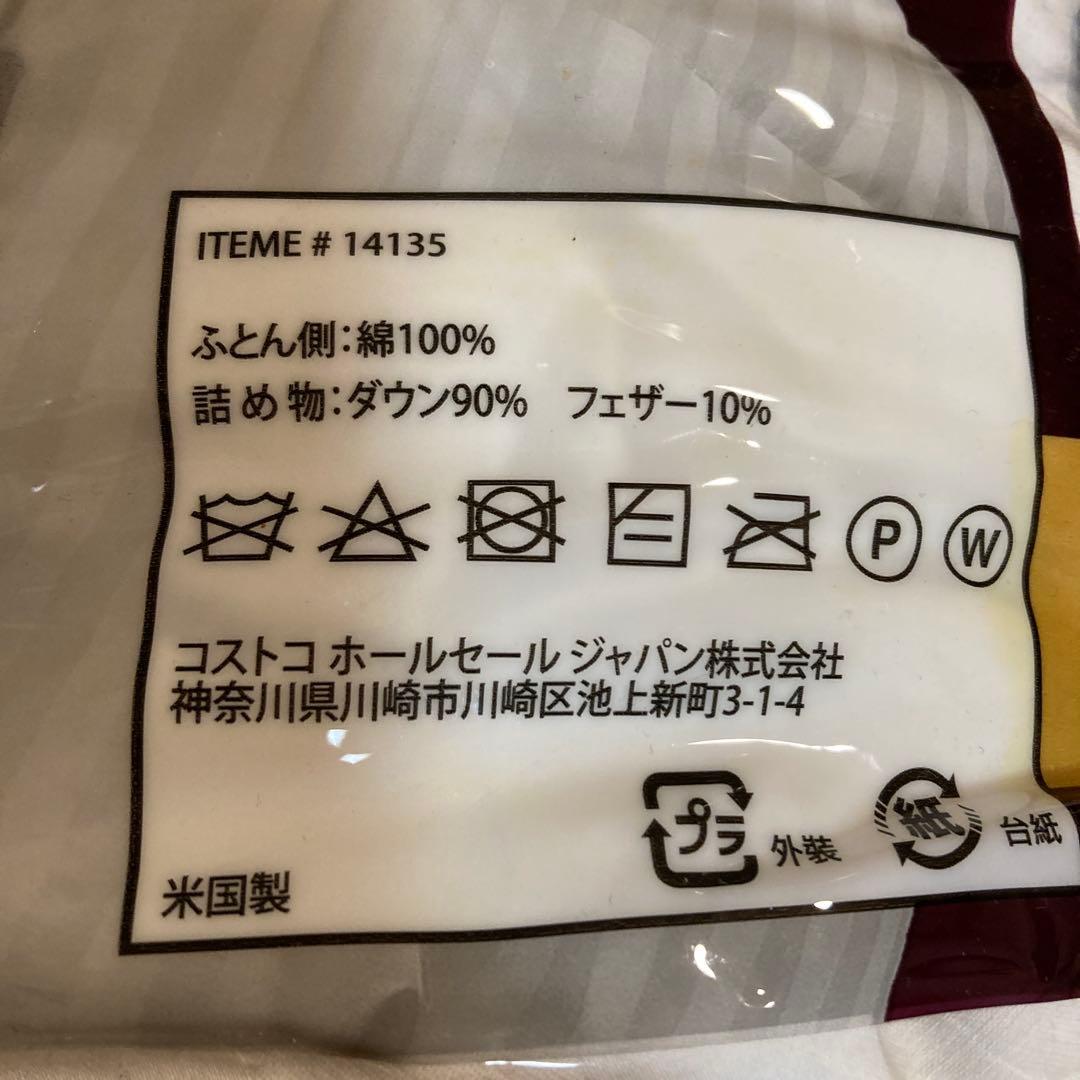 ITEME # 14135
ふとん側：綿100%
詰め物：ダウン90%　フェザー10%
P W
コストコ ホールセール ジャパン株式会社
神奈川県川崎市川崎区池上新町3-1-4
プラ 外装 紙 台紙
米国製